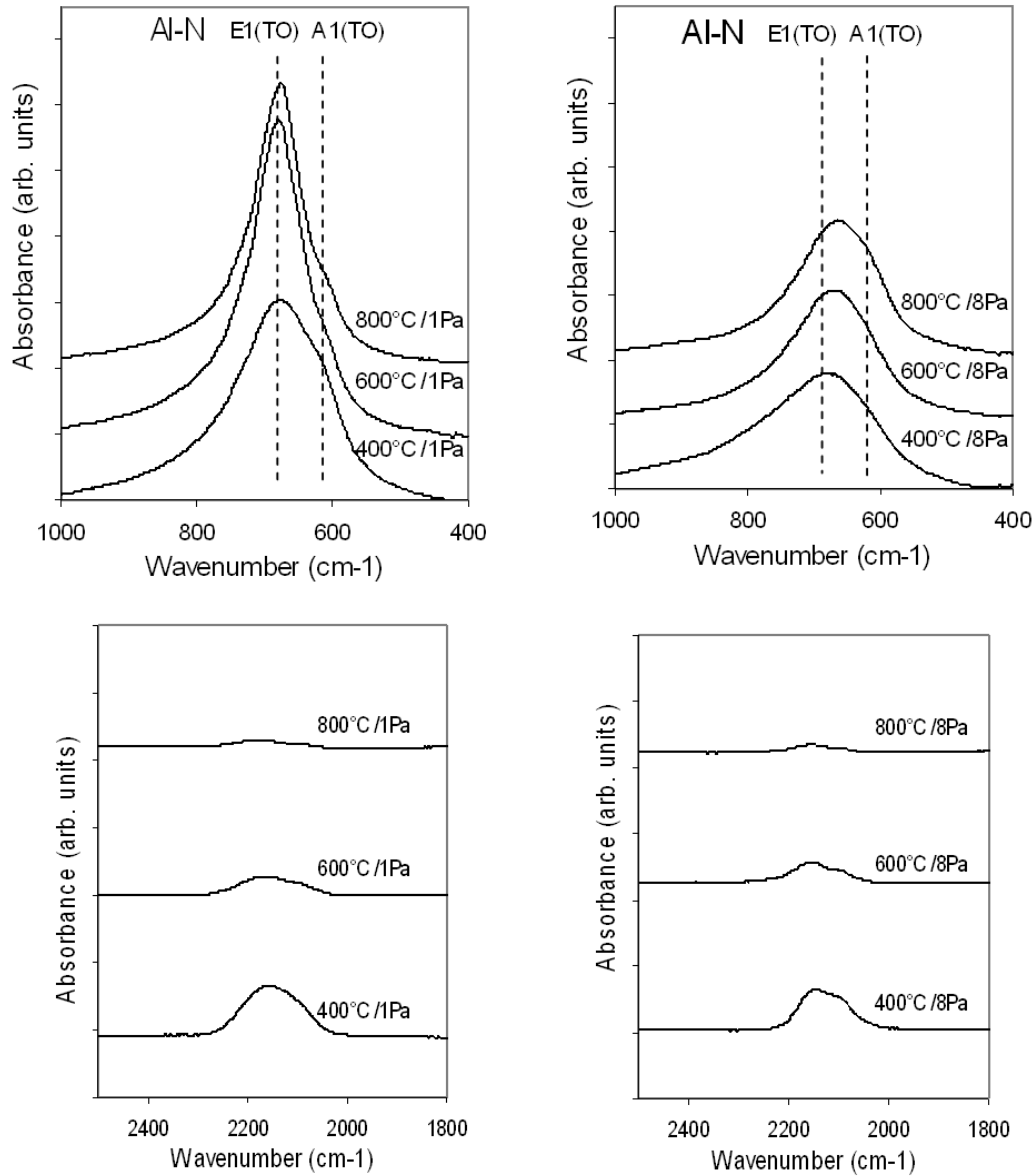 Al-N E1(TO) A1(TO)
Absorbance (arb. units)
800°C /1Pa
600°C /1Pa
400°C /1Pa
1000 800 600 400
Wavenumber (cm-1)
Al-N E1(TO) A1(TO)
Absorbance (arb. units)
800°C /8Pa
600°C /8Pa
400°C /8Pa
1000 800 600 400
Wavenumber (cm-1)
Absorbance (arb. units)
800°C /1Pa
600°C /1Pa
400°C /1Pa
2400 2200 2000 1800
Wavenumber (cm-1)
Absorbance (arb. units)
800°C /8Pa
600°C /8Pa
400°C /8Pa
2400 2200 2000 1800
Wavenumber (cm-1)